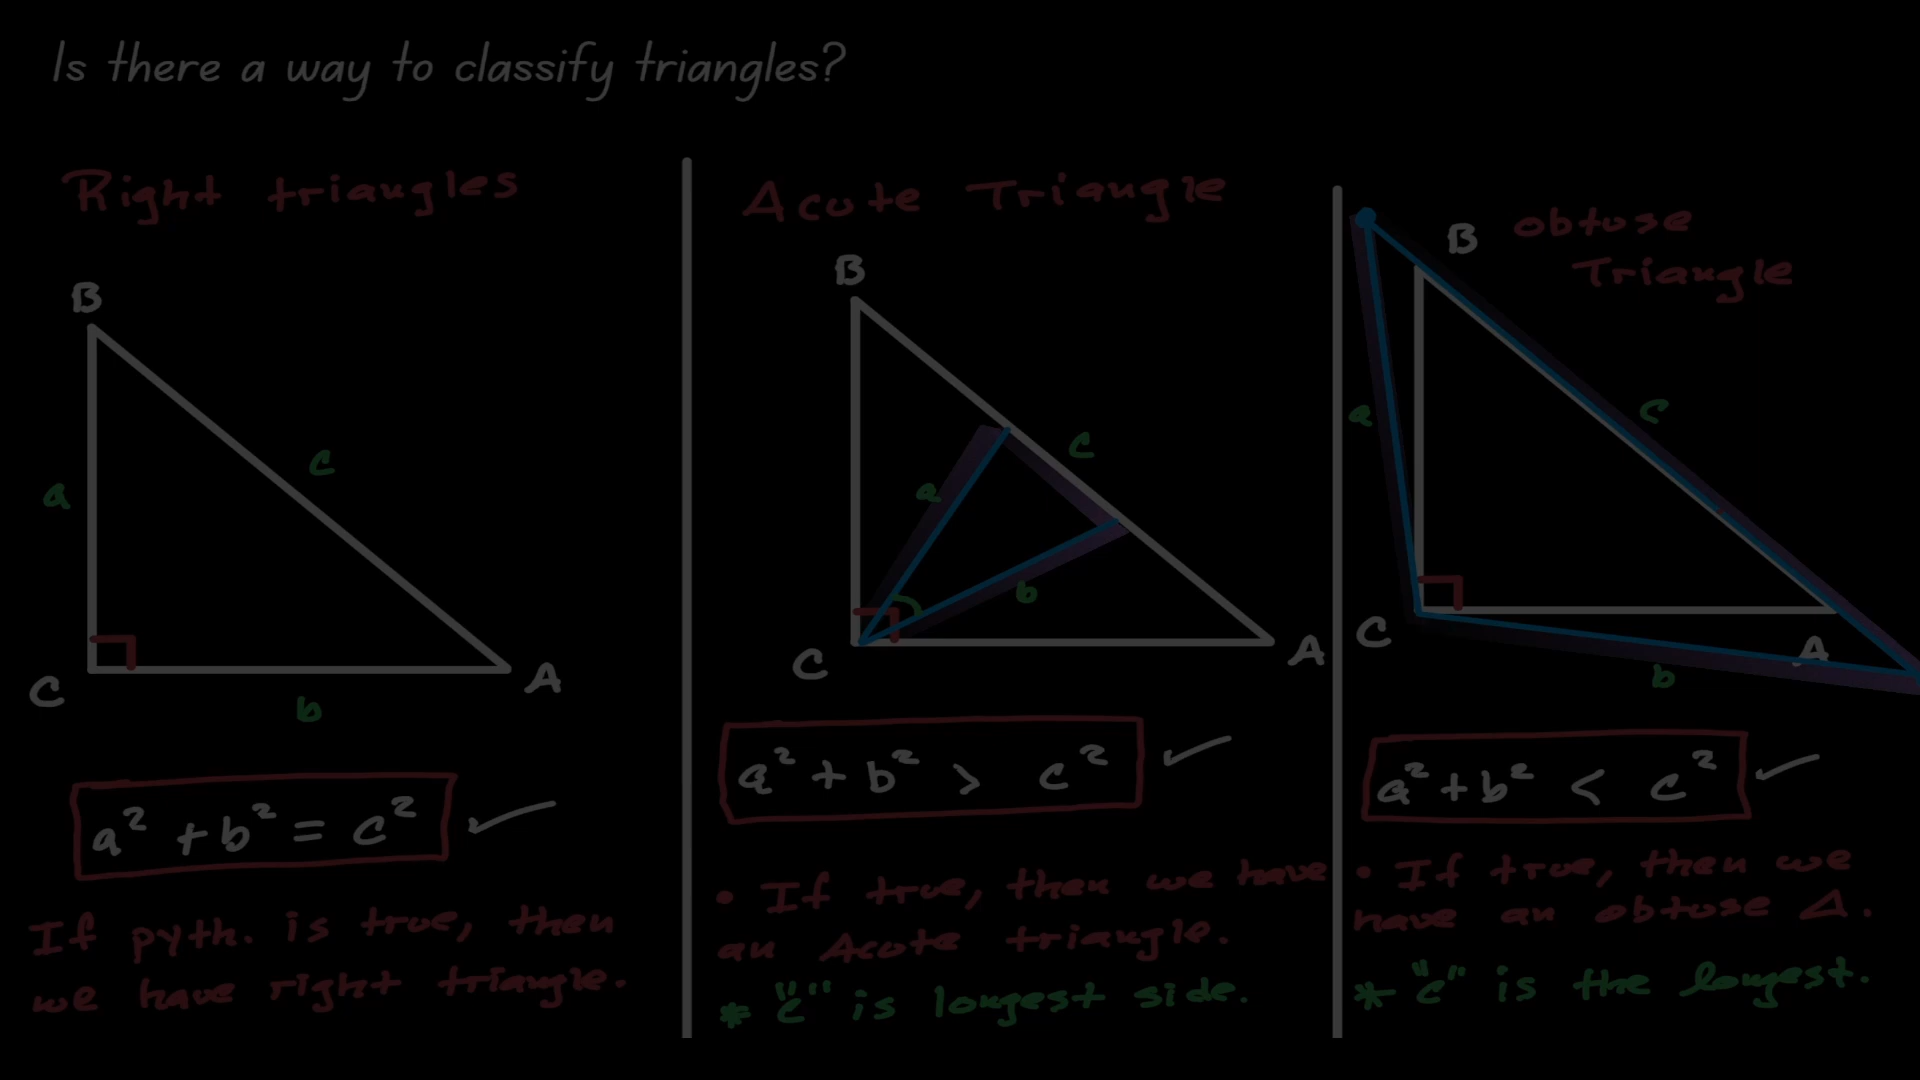 Is there a way to classify triangles?
Right triangles
B
a
c
C
A
b
a² + b² = c²
If pyth. is true, then
we have right triangle.
Acute Triangle
B
c
a
b
C
A
a² + b² > c²
• If true, then we have
an Acute triangle.
* "c" is longest side.
obtuse
Triangle
B
a
c
C
A
b
a² + b² < c²
• If true, then we
have an obtuse Δ.
* "c" is the longest.